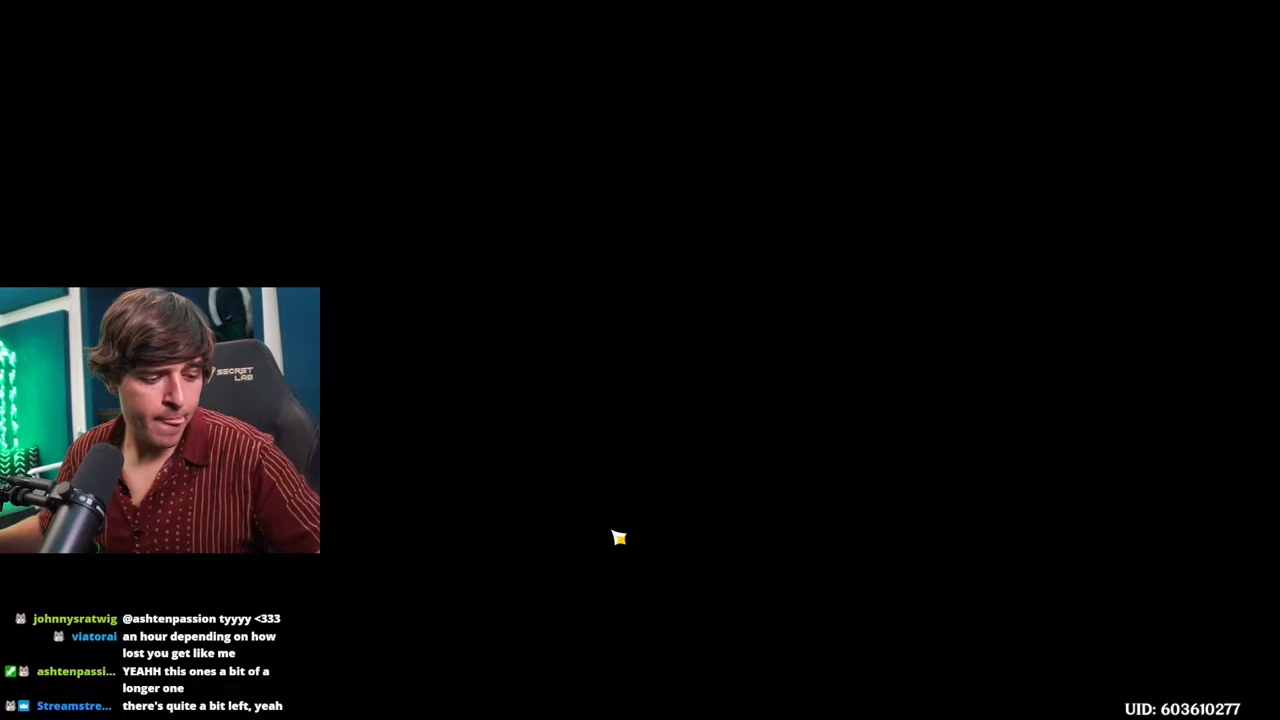 SECRET
LAB
johnnysratwig @ashtenpassion tyyyy <333
viatorai an hour depending on how
lost you get like me
ashtenpassi... YEAHH this ones a bit of a
longer one
Streamstre... there's quite a bit left, yeah
UID: 603610277